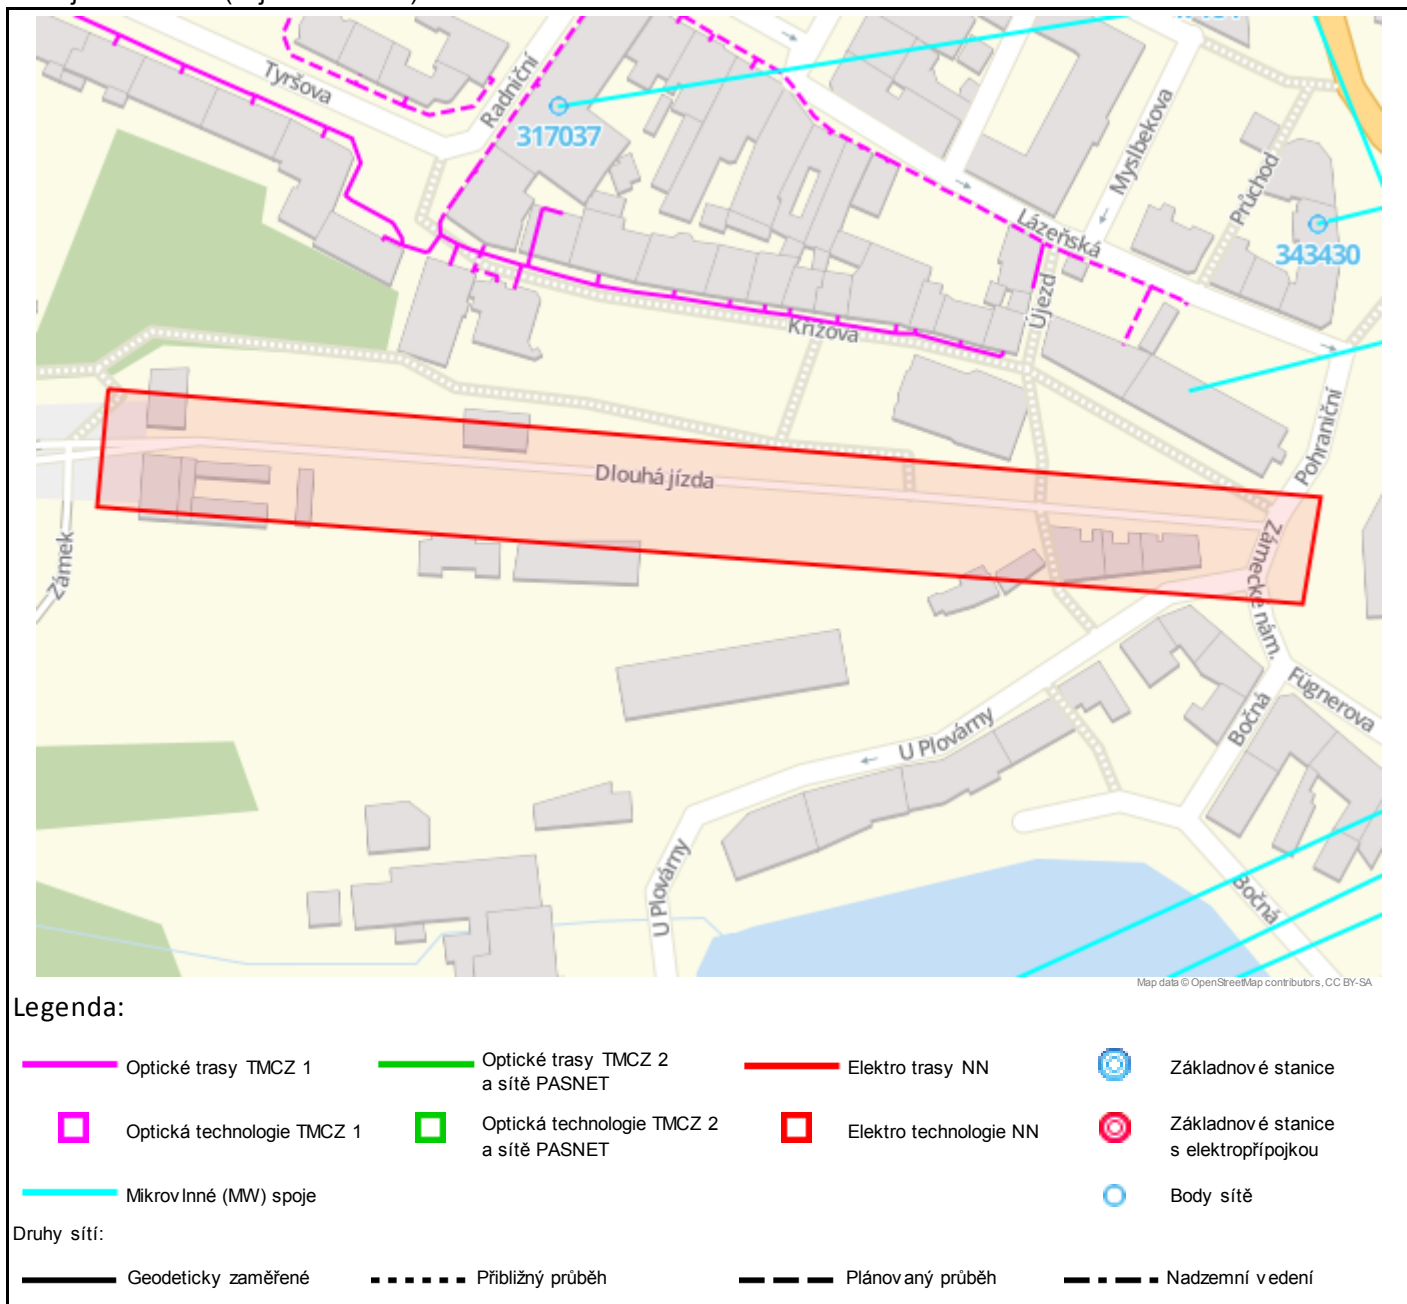 Tyršova
Radniční
317037
Myslbekova
Průchod
Lázeňská
343430
Újezd
Křížova
Pohraniční
Dlouhá jízda
Zámek
Zámecké nám.
Fügnerova
Bočná
U Plovárny
U Plovárny
Bočná
Map data © OpenStreetMap contributors, CC BY-SA
Legenda:
Optické trasy TMCZ 1
Optické trasy TMCZ 2
a sítě PASNET
Elektro trasy NN
Základnové stanice
Optická technologie TMCZ 1
Optická technologie TMCZ 2
a sítě PASNET
Elektro technologie NN
Základnové stanice
s elektropřípojkou
Mikrovlnné (MW) spoje
Body sítě
Druhy sítí:
Geodeticky zaměřené
Přibližný průběh
Plánovaný průběh
Nadzemní vedení